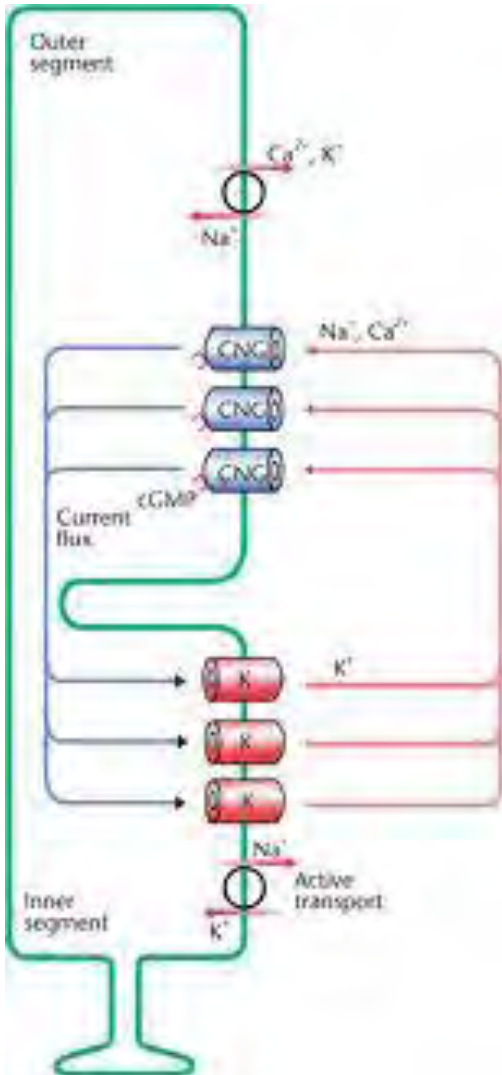 Outer
segment
Ca²⁺, K⁺
Na⁺
CNG
Na⁺, Ca²⁺
CNG
CNG
cGMP
Current
flux
K
K⁺
K
K
Na⁺
Active
transport
Inner
segment
K⁺